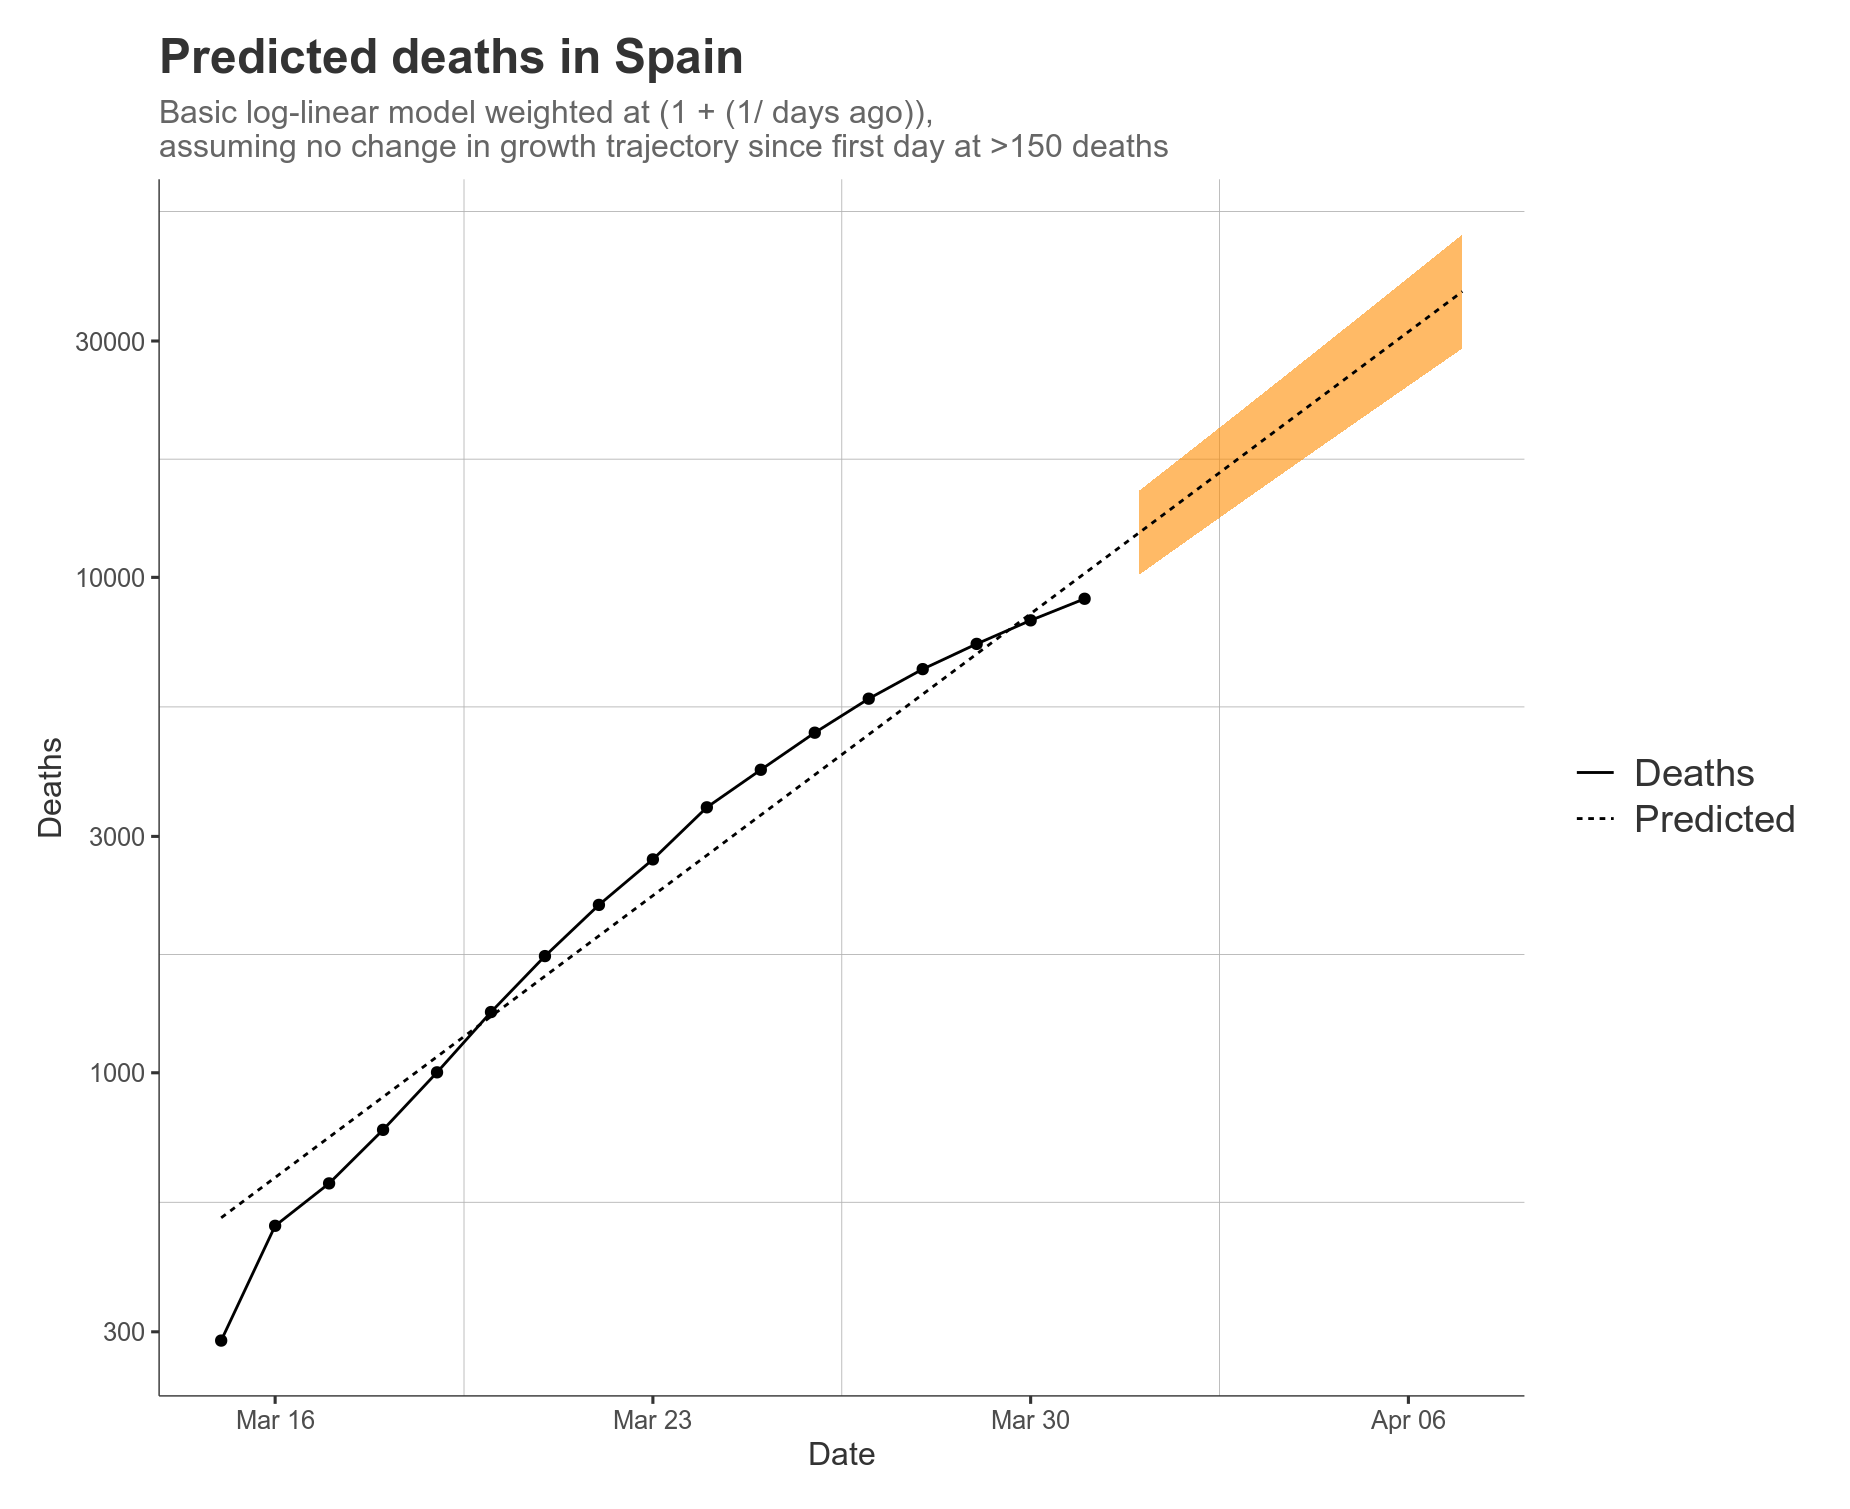 Predicted deaths in Spain
Basic log-linear model weighted at (1 + (1/ days ago)),
assuming no change in growth trajectory since first day at >150 deaths
30000
10000
3000
1000
300
Deaths
Mar 16
Mar 23
Mar 30
Apr 06
Date
Deaths
Predicted